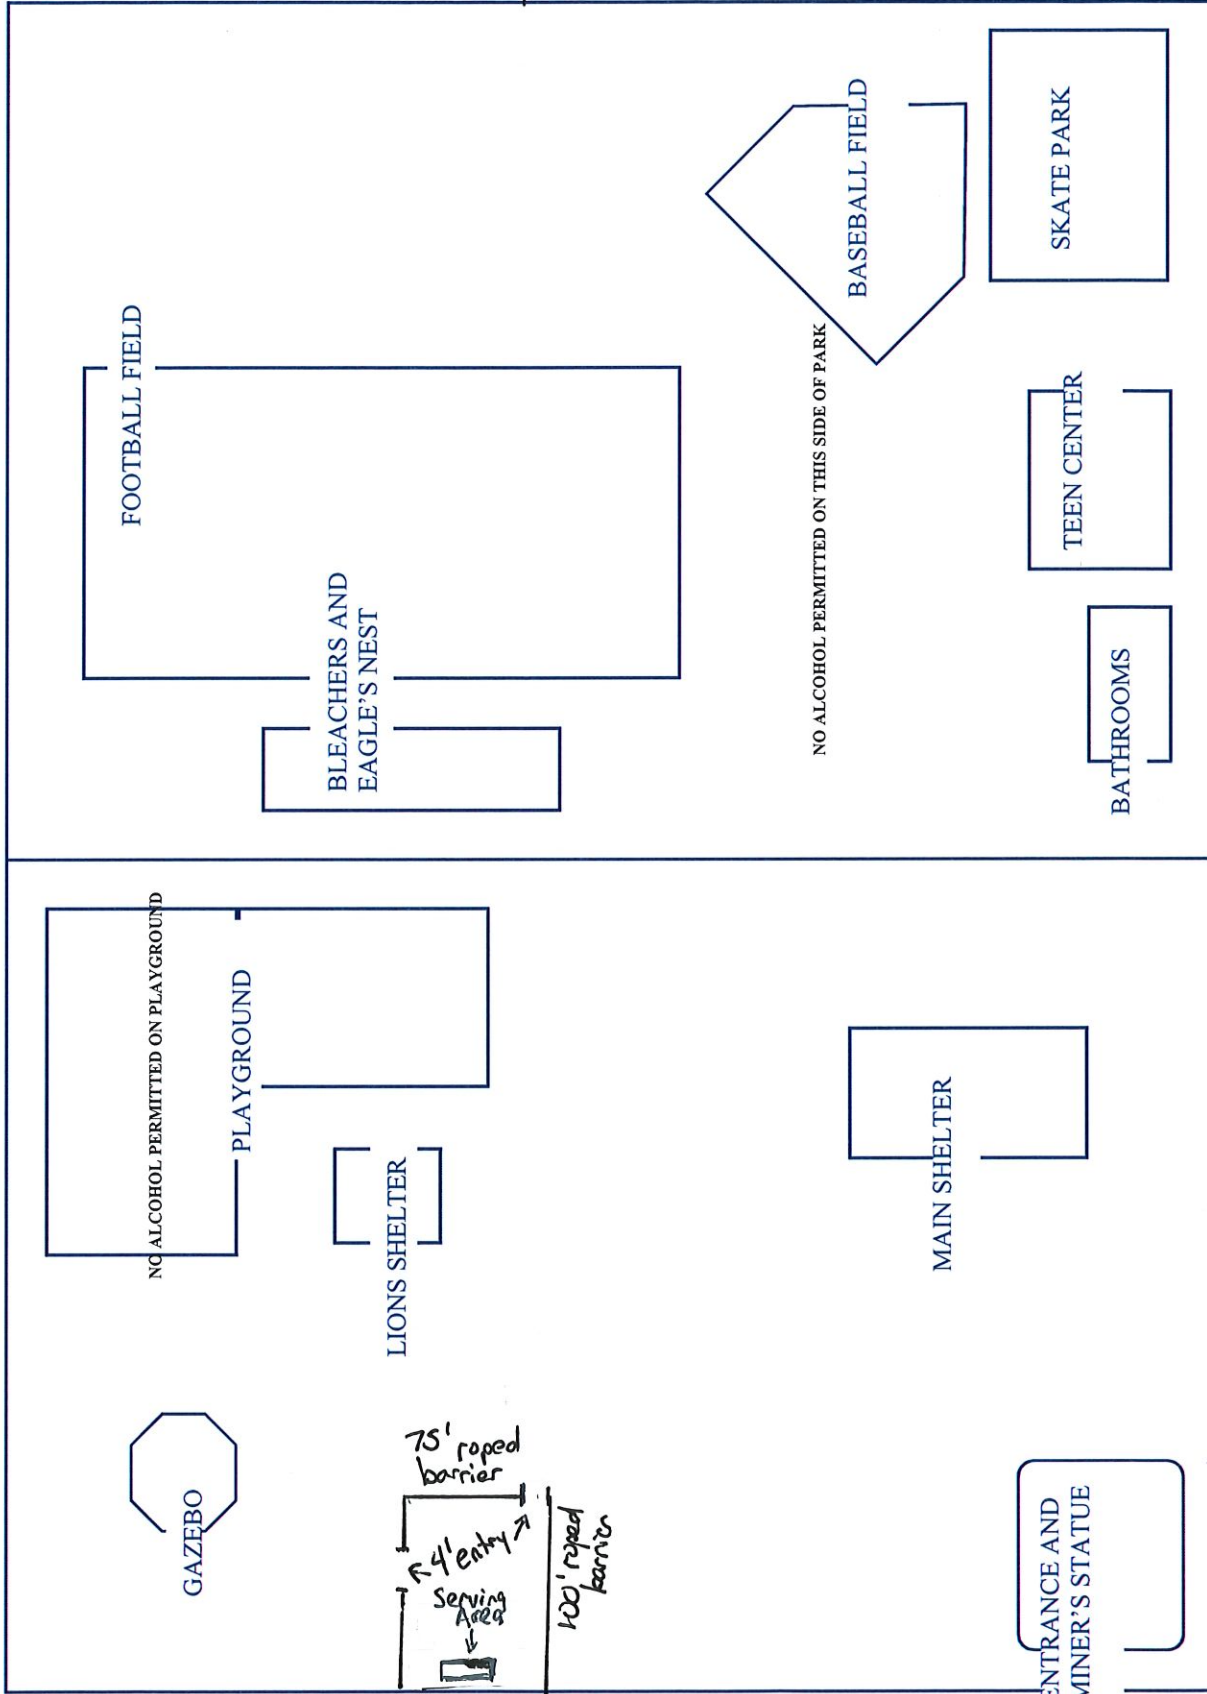 FOOTBALL FIELD
BASEBALL FIELD
SKATE PARK
BLEACHERS AND
EAGLE'S NEST
NO ALCOHOL PERMITTED ON THIS SIDE OF PARK
TEEN CENTER
BATHROOMS
NO ALCOHOL PERMITTED ON PLAYGROUND
PLAYGROUND
LIONS SHELTER
MAIN SHELTER
GAZEBO
75' roped
barrier
4' entry
Serving
Area
100' roped
barrier
ENTRANCE AND
MINER'S STATUE